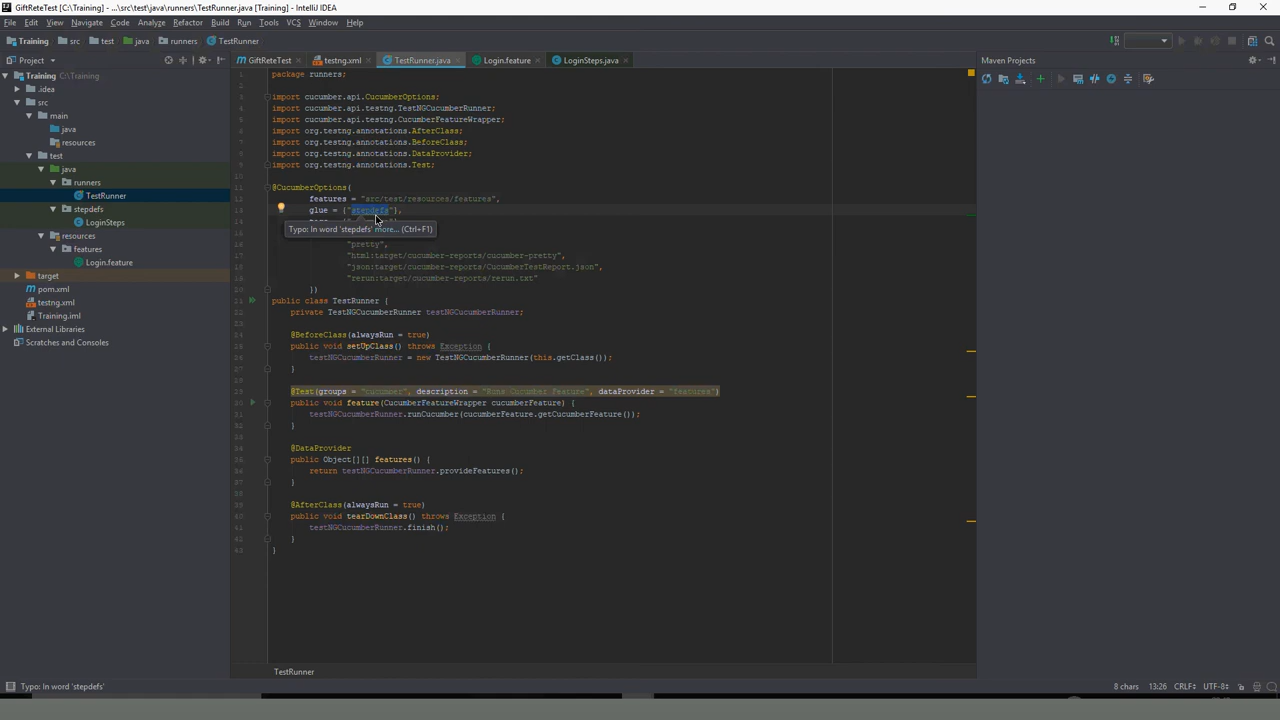 GiftReteTest [C:\Training] - ...\src\test\java\runners\TestRunner.java [Training] - IntelliJ IDEA
File Edit View Navigate Code Analyze Refactor Build Run Tools VCS Window Help
Training src test java runners TestRunner
Project
GiftReteTest testng.xml TestRunner.java Login.feature LoginSteps.java
Maven Projects
Training C:\Training
.idea
src
main
java
resources
test
java
runners
TestRunner
stepdefs
LoginSteps
resources
features
Login.feature
target
pom.xml
testng.xml
Training.iml
External Libraries
Scratches and Consoles
package runners;
import cucumber.api.CucumberOptions;
import cucumber.api.testng.TestNGCucumberRunner;
import cucumber.api.testng.CucumberFeatureWrapper;
import org.testng.annotations.AfterClass;
import org.testng.annotations.BeforeClass;
import org.testng.annotations.DataProvider;
import org.testng.annotations.Test;
@CucumberOptions(
features = "src/test/resources/features",
glue = {"stepdefs"},
Typo: In word 'stepdefs' more... (Ctrl+F1)
"pretty",
"html:target/cucumber-reports/cucumber-pretty",
"json:target/cucumber-reports/CucumberTestReport.json",
"rerun:target/cucumber-reports/rerun.txt"
})
public class TestRunner {
private TestNGCucumberRunner testNGCucumberRunner;
@BeforeClass(alwaysRun = true)
public void setUpClass() throws Exception {
testNGCucumberRunner = new TestNGCucumberRunner(this.getClass());
}
@Test(groups = "cucumber", description = "Runs Cucumber Feature", dataProvider = "features")
public void feature(CucumberFeatureWrapper cucumberFeature) {
testNGCucumberRunner.runCucumber(cucumberFeature.getCucumberFeature());
}
@DataProvider
public Object[][] features() {
return testNGCucumberRunner.provideFeatures();
}
@AfterClass(alwaysRun = true)
public void tearDownClass() throws Exception {
testNGCucumberRunner.finish();
}
}
TestRunner
Typo: In word 'stepdefs'
8 chars 13:26 CRLF UTF-8